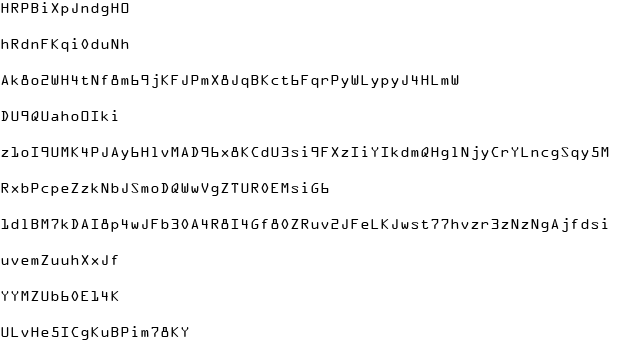 HRPBiXpJndgHO
hRdnFKqi0duNh
Ak8o2WH4tNf8m69jKFJPmX8JqBKct6FqrPyWLypyJ4HLmW
DU9QUahoOIki
z1oI9UMK4PJAy6HlvMAD96x8KCdU3si9FXzIiYIkdmQHglNjyCrYLncgSqy5M
RxbPcpeZzkNbJSmoDQWwVgZTUR0EMsiG6
1dlBM7kDAI8p4wJFb30A4R8I4Gf80ZRuv2JFeLKJwst77hvzr3zNzNgAjfdsi
uvemZuuhXxJf
YYMZUb60E14K
ULvHe5ICgKuBPim78KY